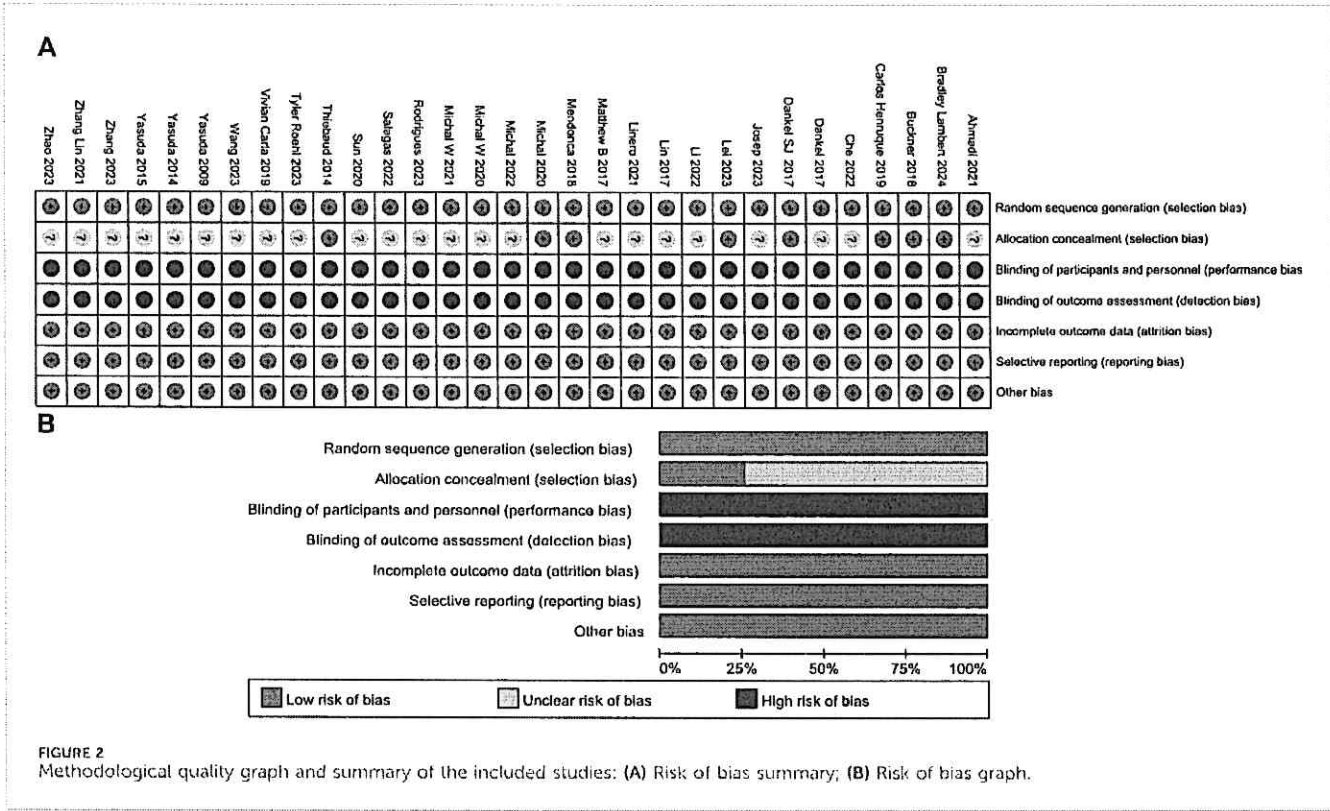 A
Zhao 2023
Zhang Lin 2021
Zhang 2023
Yasuda 2015
Yasuda 2014
Yasuda 2009
Wang 2023
Vivian Carla 2019
Tyler Roehl 2023
Thiebaud 2014
Sun 2020
Salagas 2022
Rodrigues 2023
Michal W 2021
Michal W 2020
Michal 2022
Michal 2020
Mendonca 2015
Matthew B 2017
Linero 2021
Lin 2017
Li 2022
Lei 2023
Josep 2023
Dankel SJ 2017
Dankel 2017
Che 2022
Carlos Henruque 2019
Buckner 2018
Bradley Lambert 2024
Ahmadi 2021
Random sequence generation (selection bias)
Allocation concealment (selection bias)
Blinding of participants and personnel (performance bias
Blinding of outcome assessment (detection bias)
Incomplete outcome data (attrition bias)
Selective reporting (reporting bias)
Other bias
B
Random sequence generation (selection bias)
Allocation concealment (selection bias)
Blinding of participants and personnel (performance bias)
Blinding of outcome assessment (detection bias)
Incomplete outcome data (attrition bias)
Selective reporting (reporting bias)
Other bias
0% 25% 50% 75% 100%
Low risk of bias Unclear risk of bias High risk of bias
FIGURE 2
Methodological quality graph and summary of the included studies: (A) Risk of bias summary; (B) Risk of bias graph.